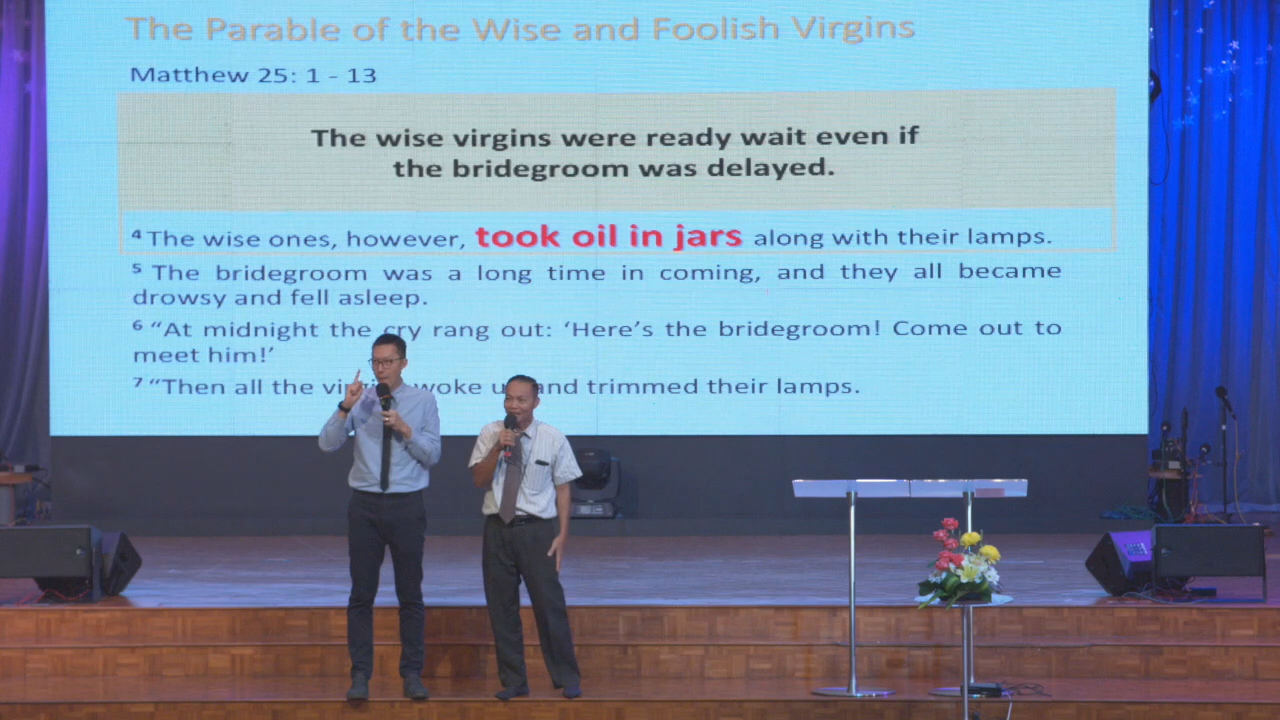 The Parable of the Wise and Foolish Virgins
Matthew 25: 1 - 13
The wise virgins were ready wait even if
the bridegroom was delayed.
⁴ The wise ones, however, took oil in jars along with their lamps.
⁵ The bridegroom was a long time in coming, and they all became
drowsy and fell asleep.
⁶ “At midnight the cry rang out: ‘Here’s the bridegroom! Come out to
meet him!’
⁷ “Then all the virgins woke up and trimmed their lamps.